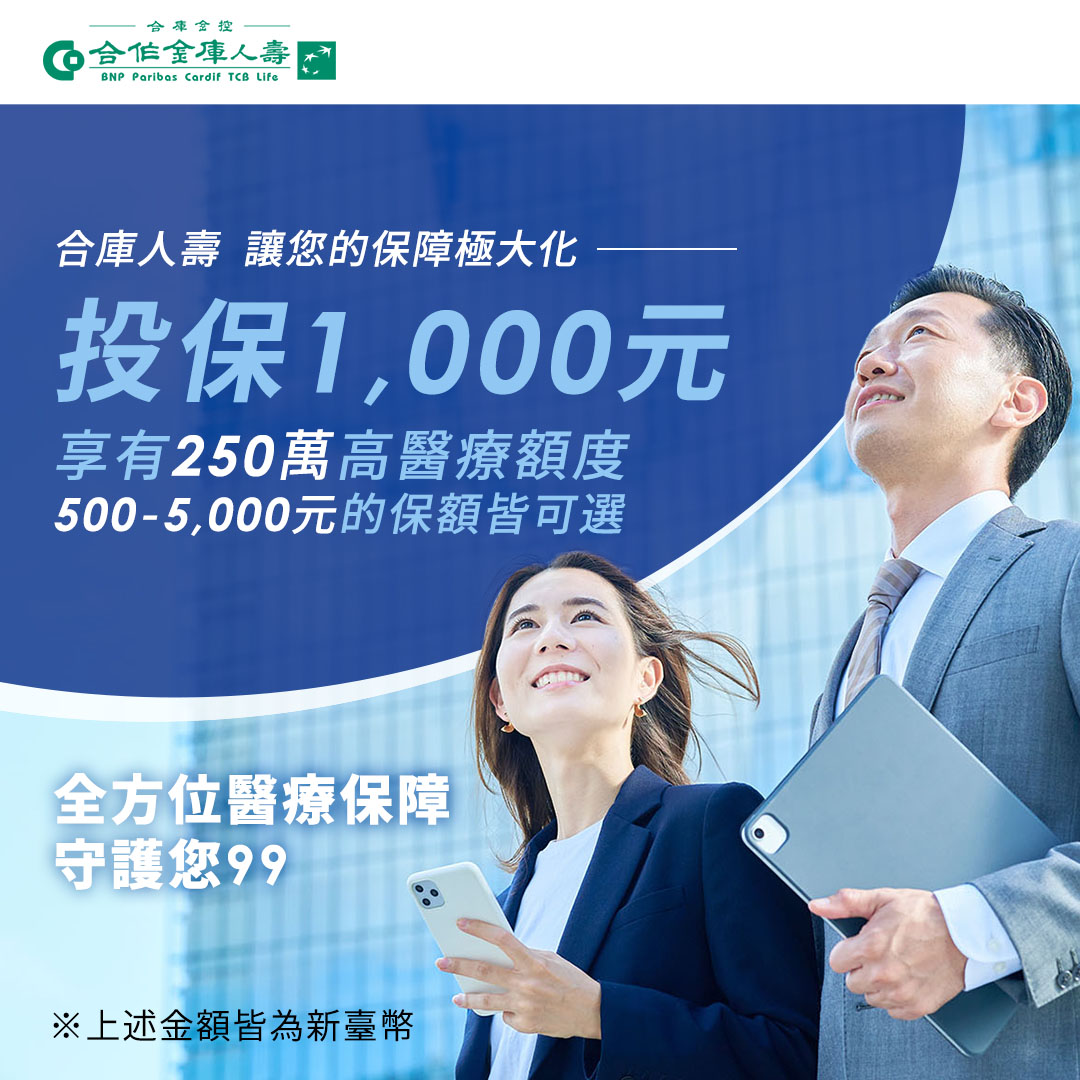 合庫金控
合作金庫人壽
BNP Paribas Cardif TCB Life
合庫人壽 讓您的保障極大化
投保1,000元
享有250萬高醫療額度
500-5,000元的保額皆可選
全方位醫療保障
守護您99
※上述金額皆為新臺幣